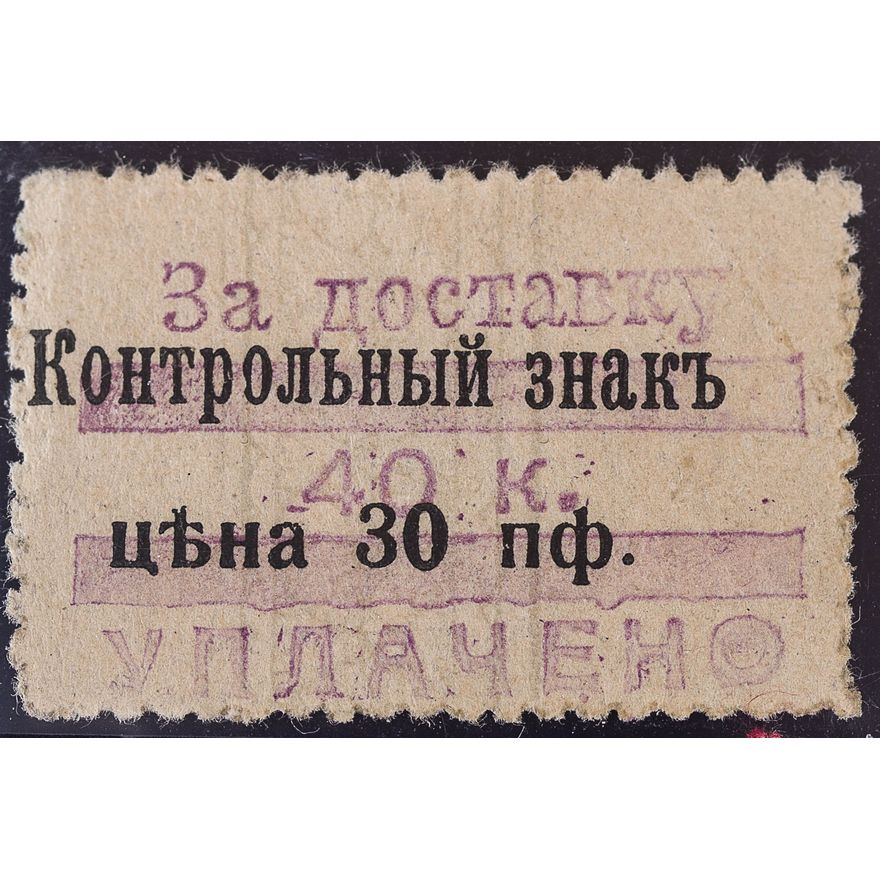 За доставку
Контрольный знакъ
40 к.
цѣна 30 пф.
УПЛАЧЕНО